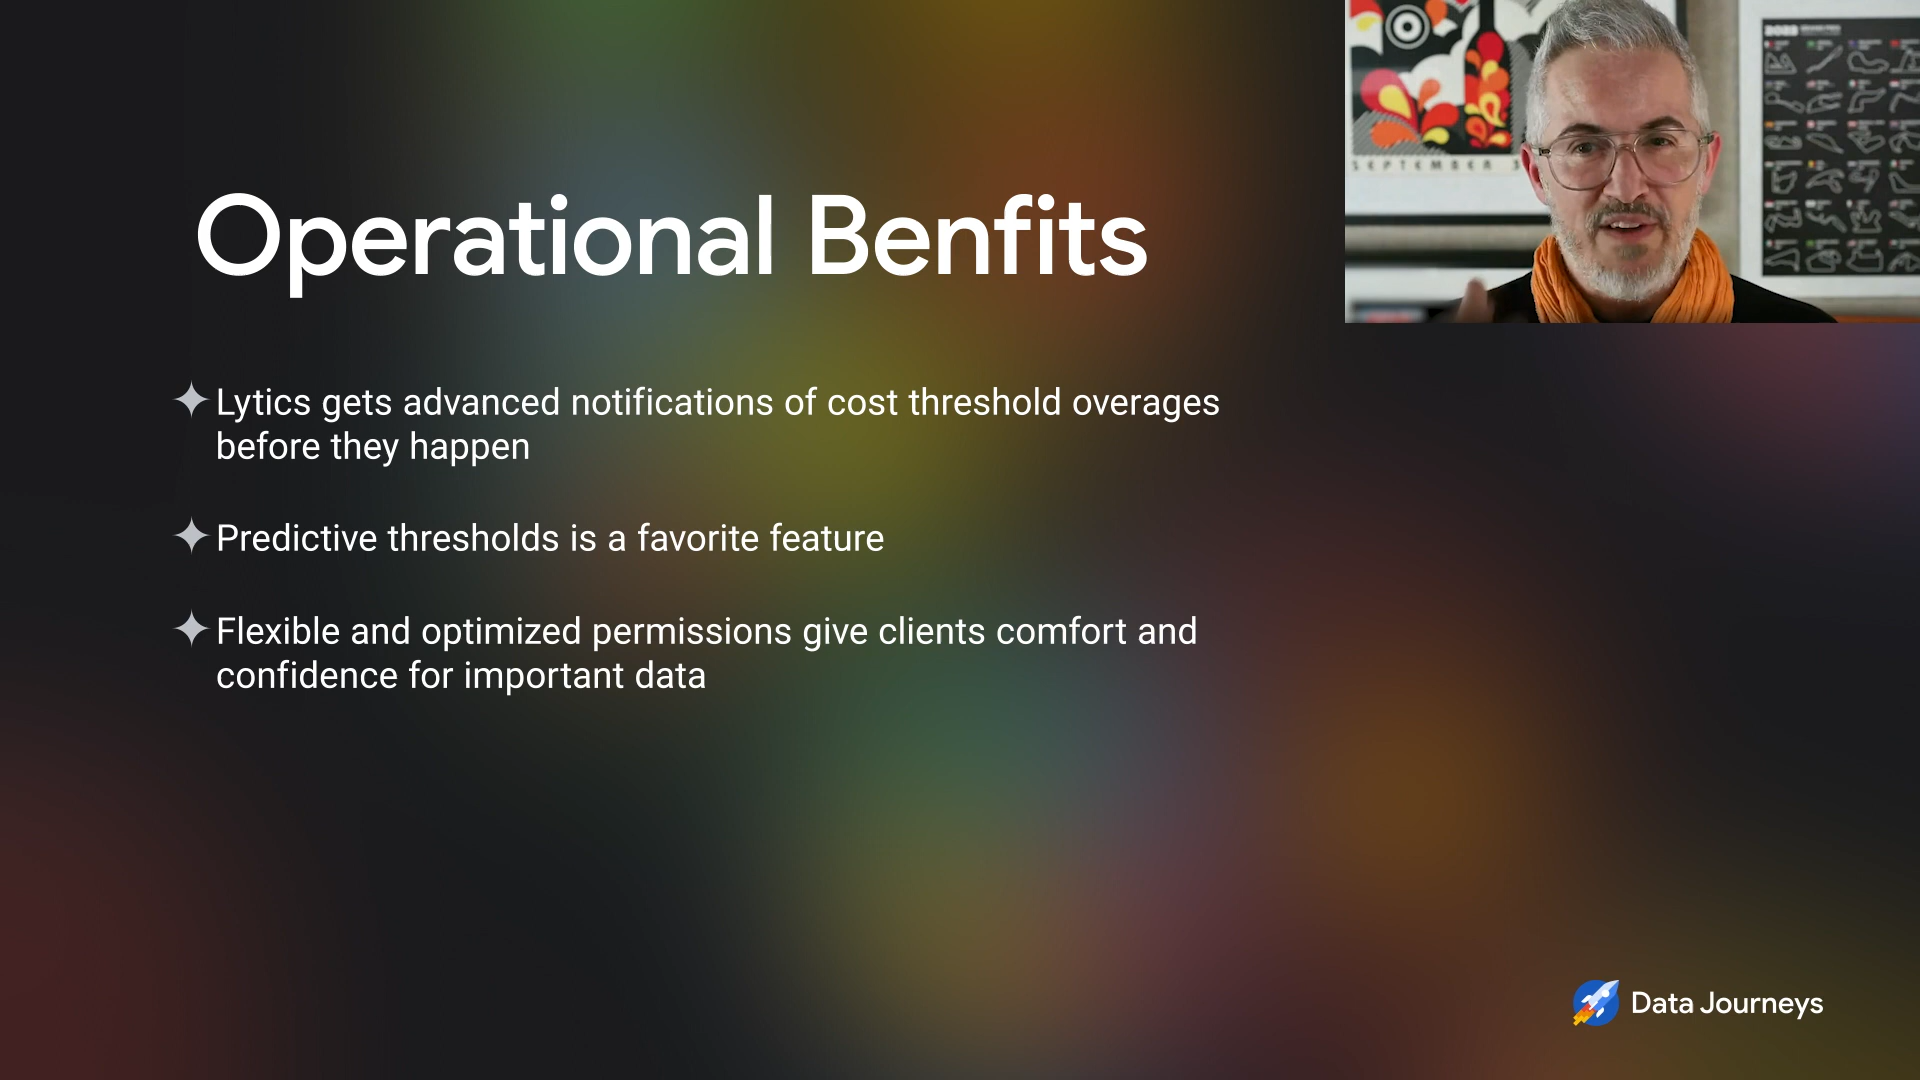 Operational Benfits
Lytics gets advanced notifications of cost threshold overages
before they happen
Predictive thresholds is a favorite feature
Flexible and optimized permissions give clients comfort and
confidence for important data
SEPTEMBER
Data Journeys